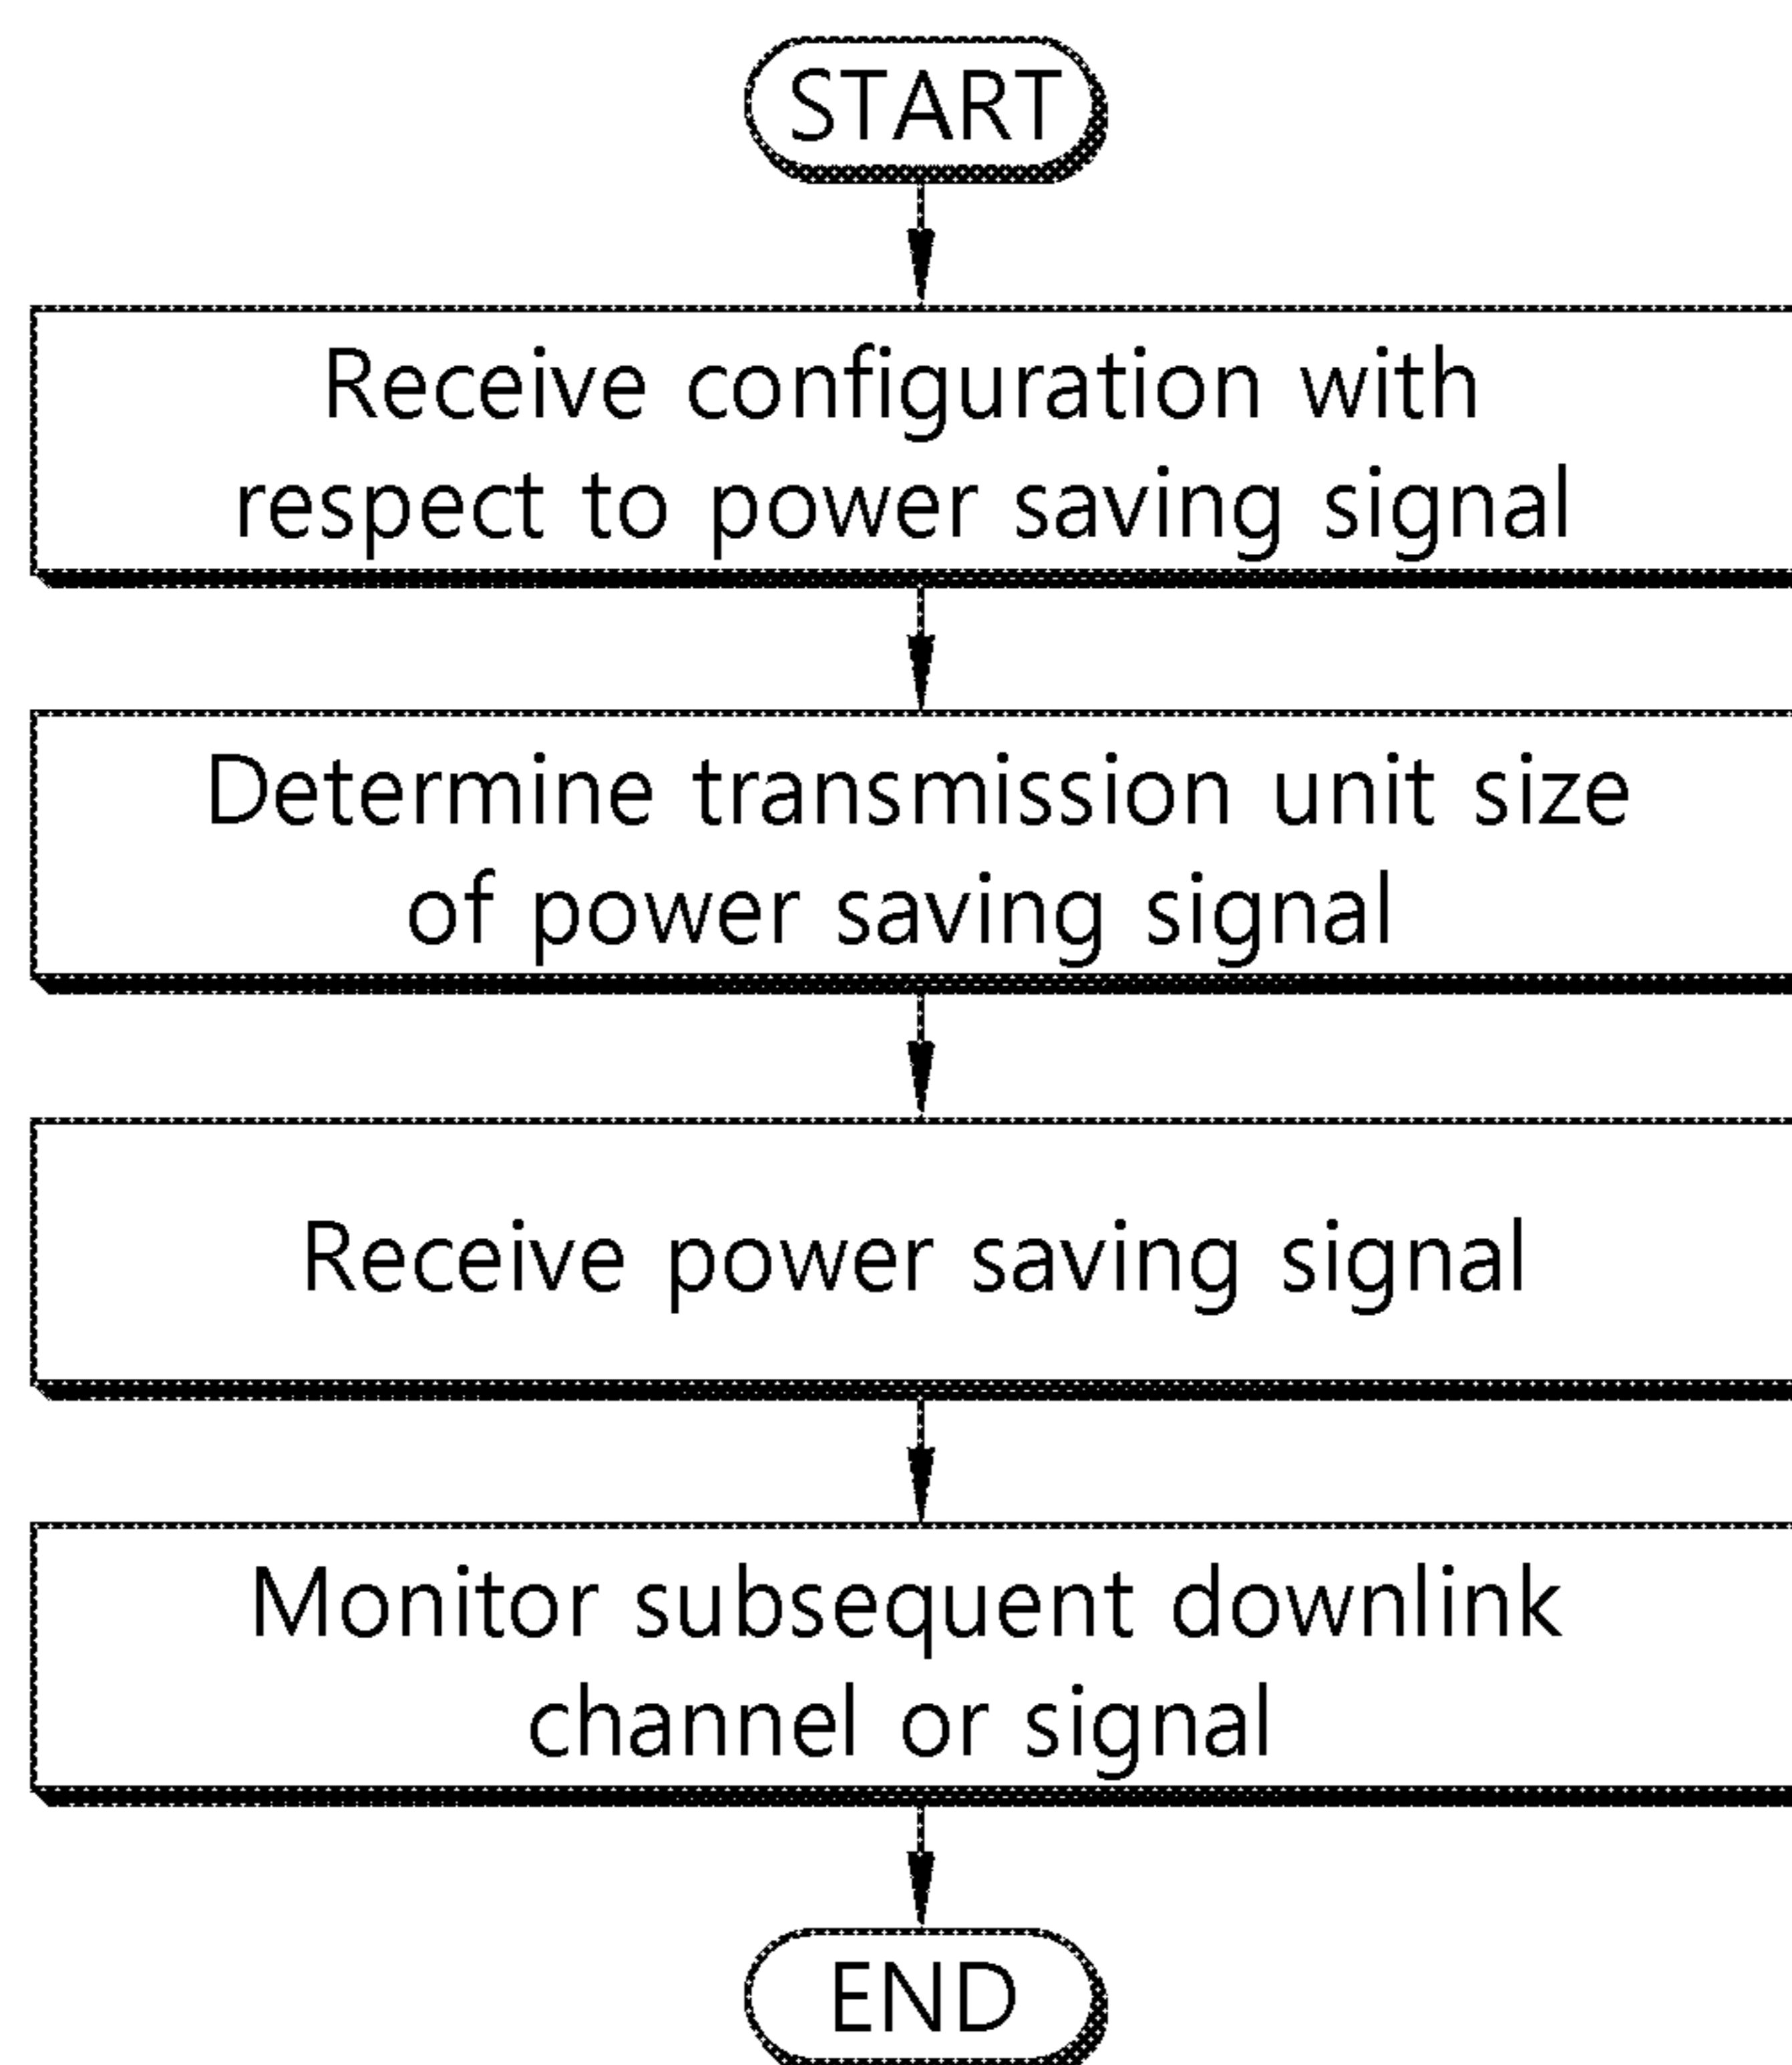 START
Receive configuration with
respect to power saving signal
Determine transmission unit size
of power saving signal
Receive power saving signal
Monitor subsequent downlink
channel or signal
END